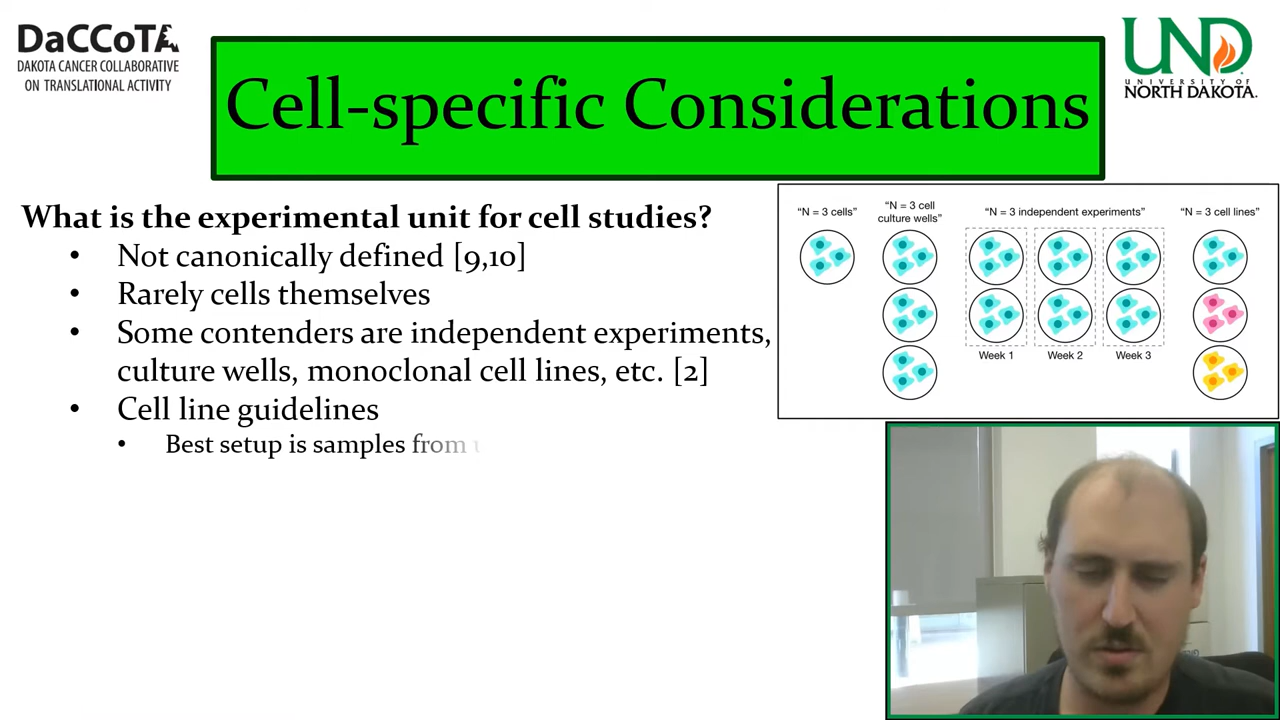 DaCCoTA
DAKOTA CANCER COLLABORATIVE
ON TRANSLATIONAL ACTIVITY
Cell-specific Considerations
UND
UNIVERSITY OF
NORTH DAKOTA.
What is the experimental unit for cell studies?
• Not canonically defined [9,10]
• Rarely cells themselves
• Some contenders are independent experiments,
culture wells, monoclonal cell lines, etc. [2]
• Cell line guidelines
• Best setup is samples from
“N = 3 cells”
“N = 3 cell
culture wells”
“N = 3 independent experiments”
“N = 3 cell lines”
Week 1
Week 2
Week 3